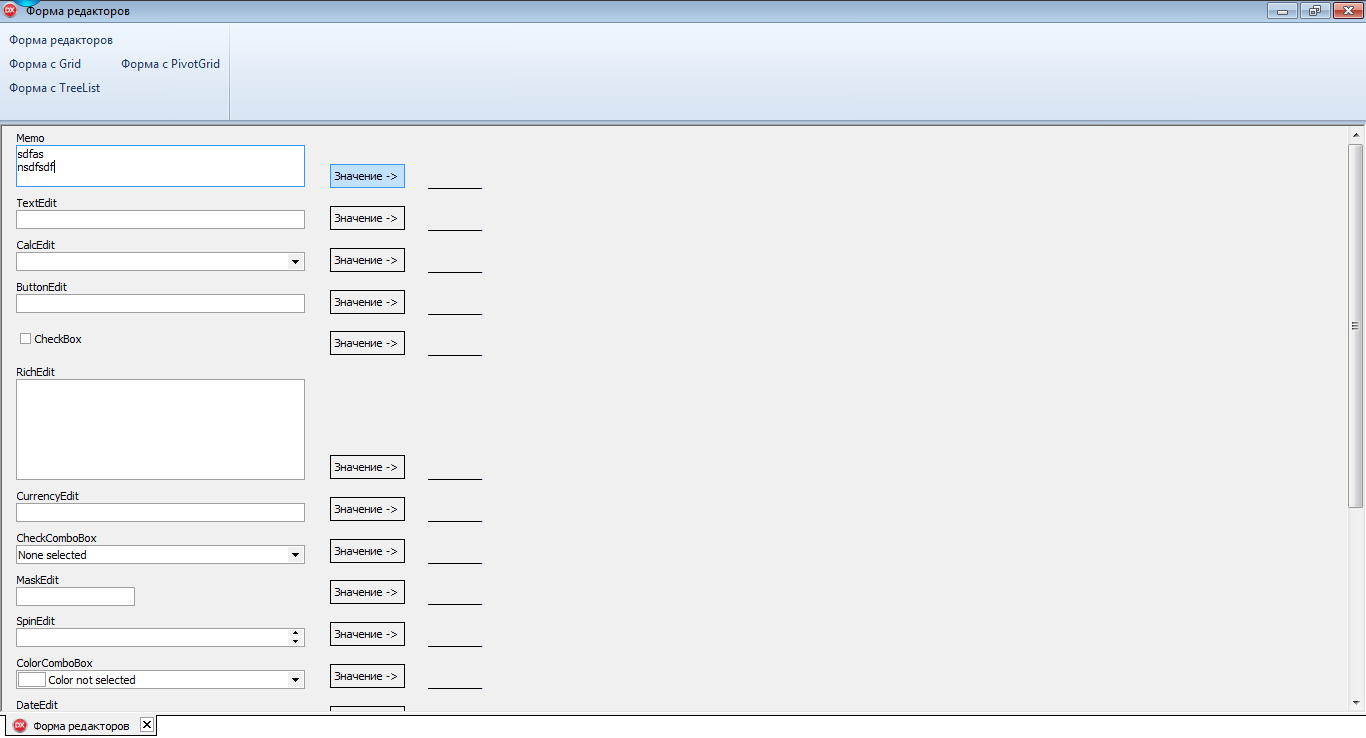 DX Форма редакторов
Форма редакторов
Форма с Grid Форма с PivotGrid
Форма с TreeList
Memo
sdfas
nsdfsdf
Значение ->
TextEdit
Значение ->
CalcEdit
Значение ->
ButtonEdit
Значение ->
CheckBox
Значение ->
RichEdit
Значение ->
CurrencyEdit
Значение ->
CheckComboBox
None selected
Значение ->
MaskEdit
Значение ->
SpinEdit
Значение ->
ColorComboBox
Color not selected
Значение ->
DateEdit
DX Форма редакторов